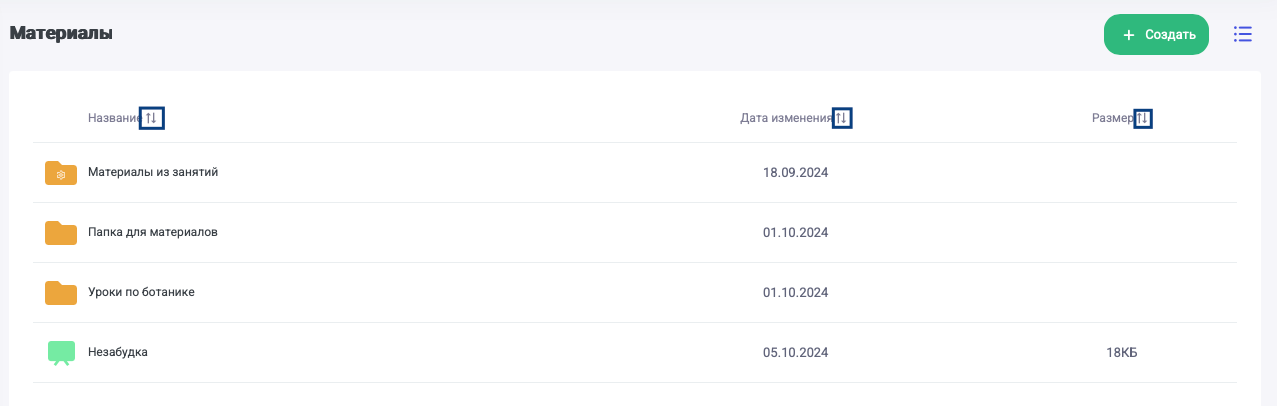 Материалы
+ Создать
Название Дата изменения Размер
Материалы из занятий 18.09.2024
Папка для материалов 01.10.2024
Уроки по ботанике 01.10.2024
Незабудка 05.10.2024 18КБ